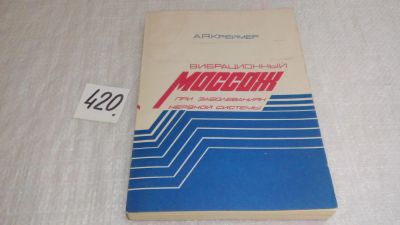 А.Я.КРЕЙМЕР
ВИБРАЦИОННЫЙ
МАССАЖ
ПРИ ЗАБОЛЕВАНИЯХ
НЕРВНОЙ СИСТЕМЫ
420.